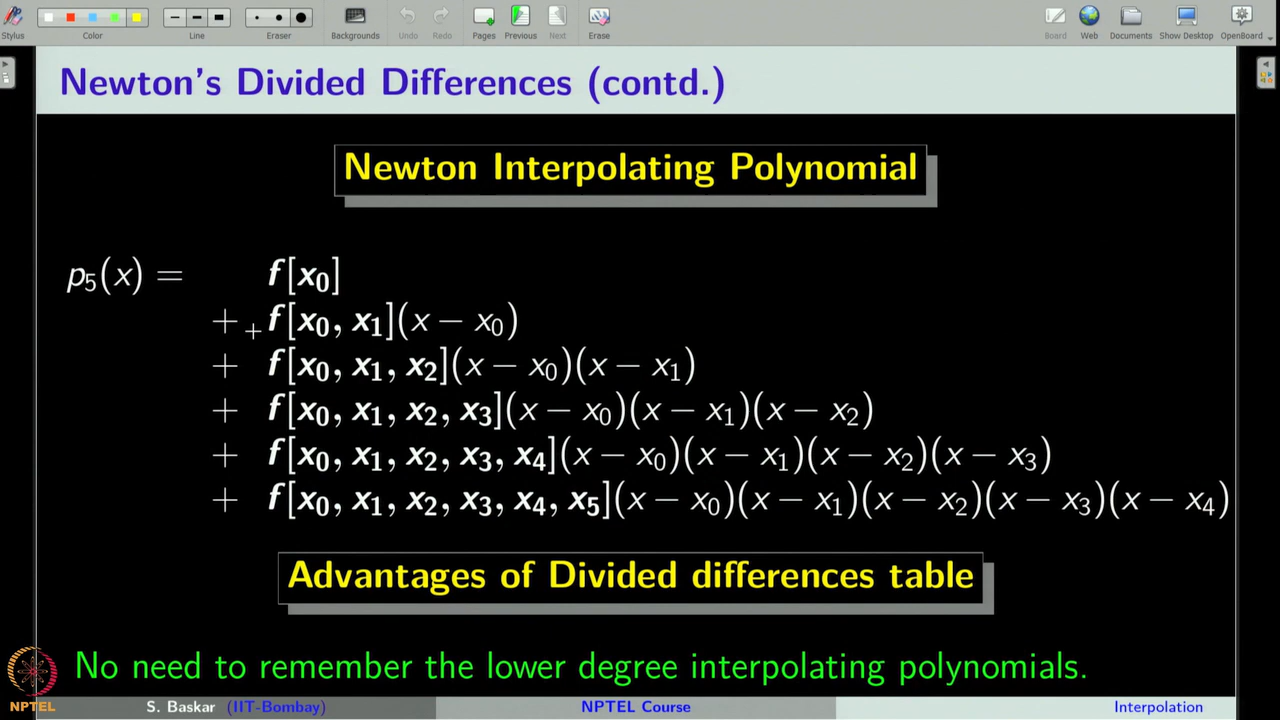 Stylus Color Line Eraser Backgrounds Undo Redo Pages Previous Next Erase Board Web Documents Show Desktop OpenBoard
Newton's Divided Differences (contd.)
Newton Interpolating Polynomial
p₅(x) = f[x₀]
+ + f[x₀, x₁](x − x₀)
+ f[x₀, x₁, x₂](x − x₀)(x − x₁)
+ f[x₀, x₁, x₂, x₃](x − x₀)(x − x₁)(x − x₂)
+ f[x₀, x₁, x₂, x₃, x₄](x − x₀)(x − x₁)(x − x₂)(x − x₃)
+ f[x₀, x₁, x₂, x₃, x₄, x₅](x − x₀)(x − x₁)(x − x₂)(x − x₃)(x − x₄)
Advantages of Divided differences table
No need to remember the lower degree interpolating polynomials.
NPTEL S. Baskar (IIT-Bombay) NPTEL Course Interpolation